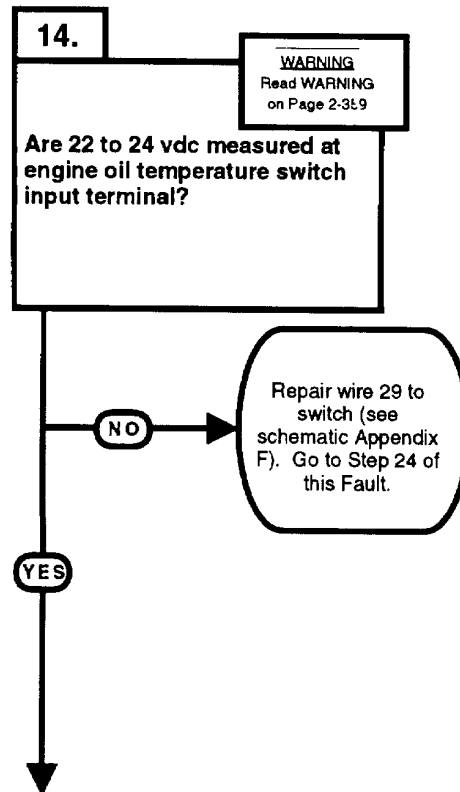 14.
WARNING
Read WARNING
on Page 2-359
Are 22 to 24 vdc measured at
engine oil temperature switch
input terminal?
NO
Repair wire 29 to
switch (see
schematic Appendix
F). Go to Step 24 of
this Fault.
YES